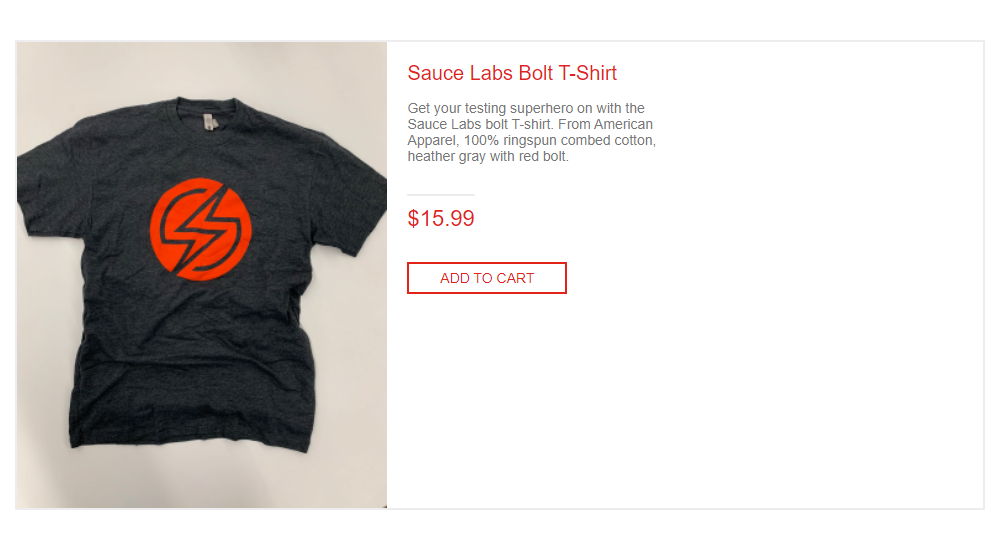 Sauce Labs Bolt T-Shirt
Get your testing superhero on with the
Sauce Labs bolt T-shirt. From American
Apparel, 100% ringspun combed cotton,
heather gray with red bolt.
$15.99
ADD TO CART